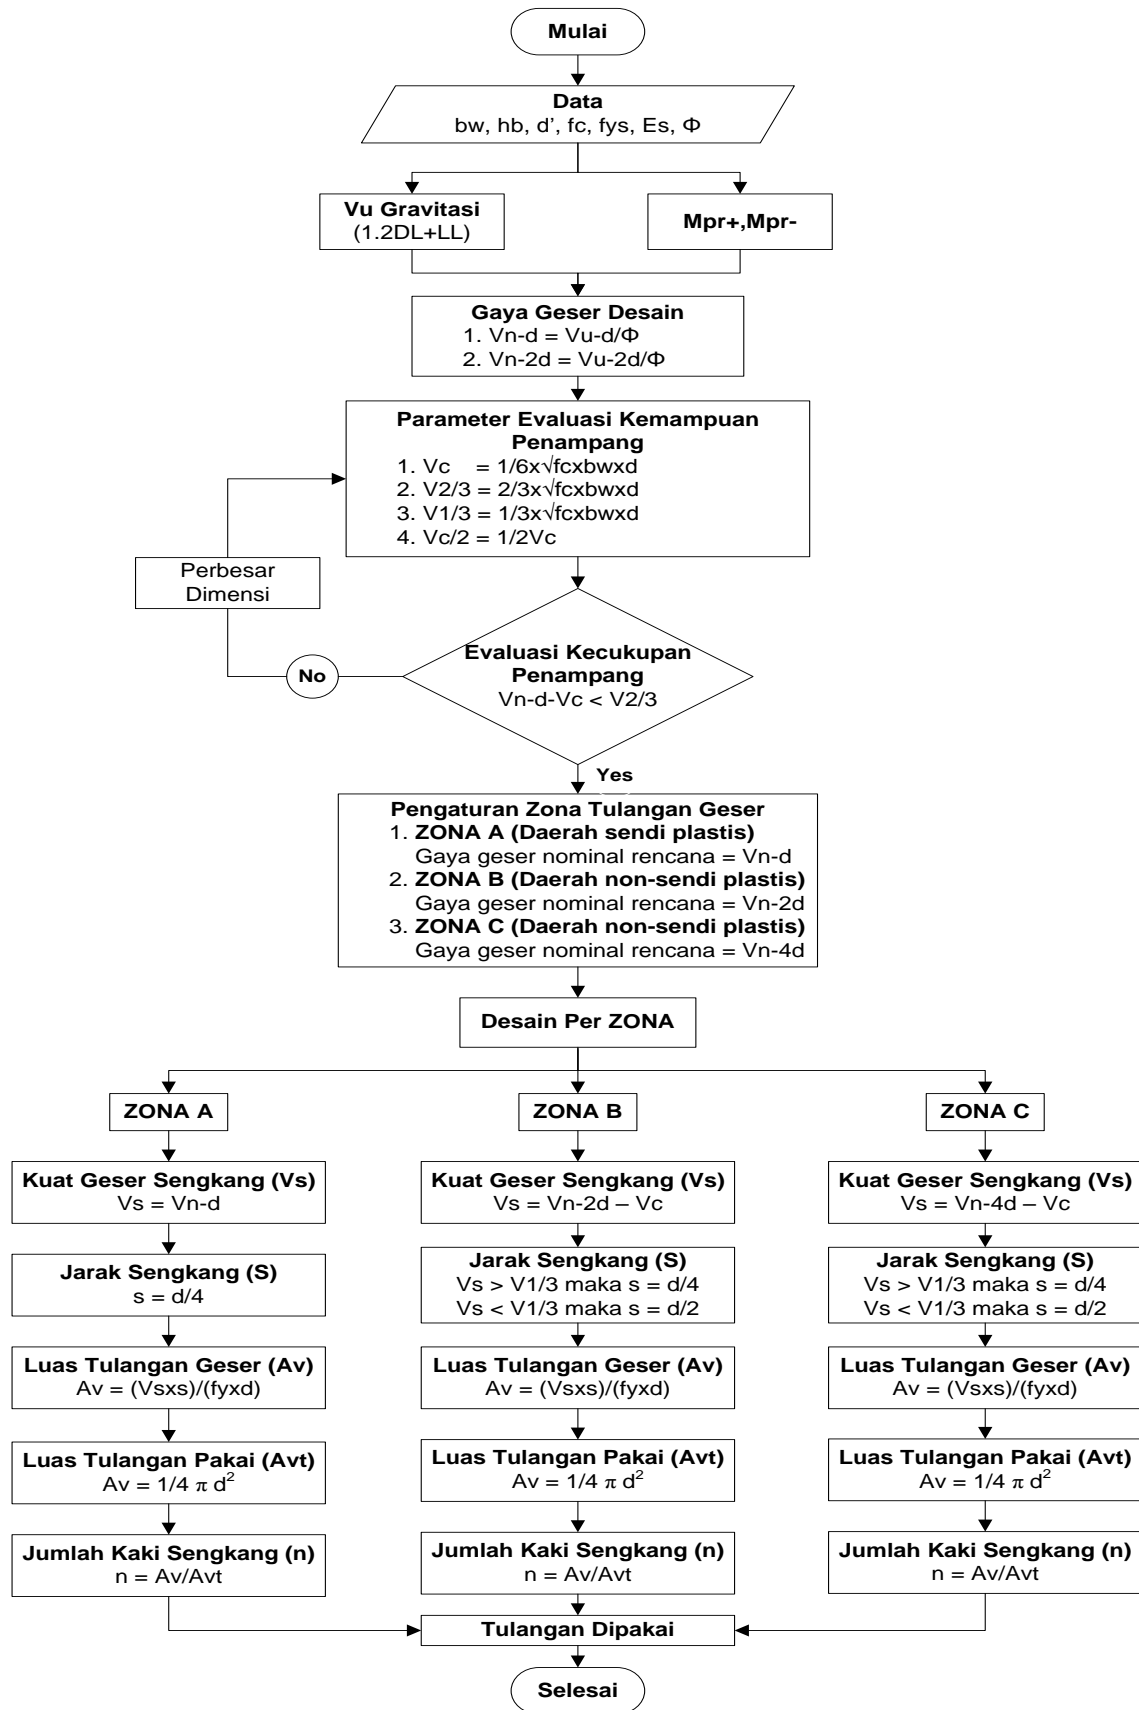 Mulai
Data
bw, hb, d’, fc, fys, Es, Φ
Vu Gravitasi
(1.2DL+LL)
Mpr+,Mpr-
Gaya Geser Desain
1. Vn-d = Vu-d/Φ
2. Vn-2d = Vu-2d/Φ
Parameter Evaluasi Kemampuan
Penampang
1. Vc = 1/6x√fcxbwxd
2. V2/3 = 2/3x√fcxbwxd
3. V1/3 = 1/3x√fcxbwxd
4. Vc/2 = 1/2Vc
Perbesar
Dimensi
Evaluasi Kecukupan
Penampang
Vn-d-Vc < V2/3
No
Yes
Pengaturan Zona Tulangan Geser
1. ZONA A (Daerah sendi plastis)
Gaya geser nominal rencana = Vn-d
2. ZONA B (Daerah non-sendi plastis)
Gaya geser nominal rencana = Vn-2d
3. ZONA C (Daerah non-sendi plastis)
Gaya geser nominal rencana = Vn-4d
Desain Per ZONA
ZONA A
Kuat Geser Sengkang (Vs)
Vs = Vn-d
Jarak Sengkang (S)
s = d/4
Luas Tulangan Geser (Av)
Av = (Vsxs)/(fyxd)
Luas Tulangan Pakai (Avt)
Av = 1/4 π d²
Jumlah Kaki Sengkang (n)
n = Av/Avt
ZONA B
Kuat Geser Sengkang (Vs)
Vs = Vn-2d – Vc
Jarak Sengkang (S)
Vs > V1/3 maka s = d/4
Vs < V1/3 maka s = d/2
Luas Tulangan Geser (Av)
Av = (Vsxs)/(fyxd)
Luas Tulangan Pakai (Avt)
Av = 1/4 π d²
Jumlah Kaki Sengkang (n)
n = Av/Avt
ZONA C
Kuat Geser Sengkang (Vs)
Vs = Vn-4d – Vc
Jarak Sengkang (S)
Vs > V1/3 maka s = d/4
Vs < V1/3 maka s = d/2
Luas Tulangan Geser (Av)
Av = (Vsxs)/(fyxd)
Luas Tulangan Pakai (Avt)
Av = 1/4 π d²
Jumlah Kaki Sengkang (n)
n = Av/Avt
Tulangan Dipakai
Selesai